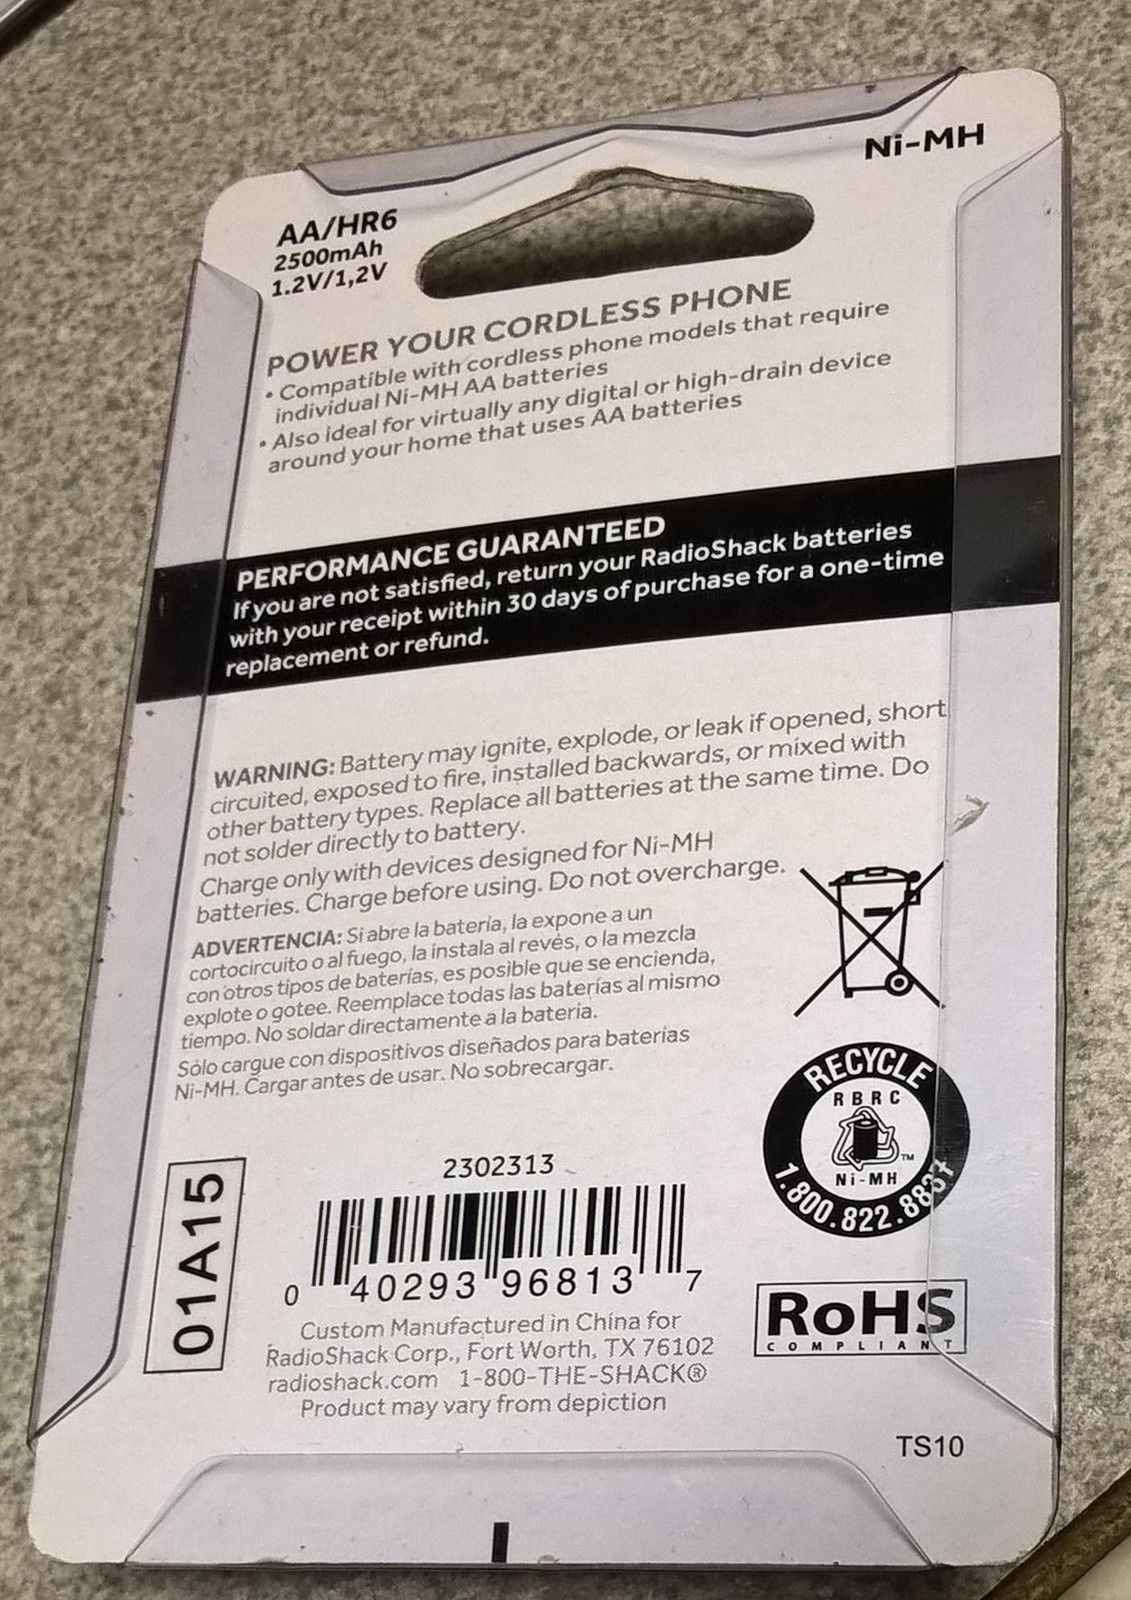 Ni-MH
AA/HR6
2500mAh
1.2V/1,2V
POWER YOUR CORDLESS PHONE
• Compatible with cordless phone models that require
individual Ni-MH AA batteries
• Also ideal for virtually any digital or high-drain device
around your home that uses AA batteries
PERFORMANCE GUARANTEED
If you are not satisfied, return your RadioShack batteries
with your receipt within 30 days of purchase for a one-time
replacement or refund.
WARNING: Battery may ignite, explode, or leak if opened, short
circuited, exposed to fire, installed backwards, or mixed with
other battery types. Replace all batteries at the same time. Do
not solder directly to battery.
Charge only with devices designed for Ni-MH
batteries. Charge before using. Do not overcharge.
ADVERTENCIA: Si abre la batería, la expone a un
cortocircuito o al fuego, la instala al revés, o la mezcla
con otros tipos de baterías, es posible que se encienda,
explote o gotee. Reemplace todas las baterías al mismo
tiempo. No soldar directamente a la batería.
Sólo cargue con dispositivos diseñados para baterías
Ni-MH. Cargar antes de usar. No sobrecargar.
RECYCLE
RBRC
TM
Ni-MH
1.800.822.8837
01A15
2302313
0 40293 96813 7
Custom Manufactured in China for
RadioShack Corp., Fort Worth, TX 76102
radioshack.com 1-800-THE-SHACK®
Product may vary from depiction
RoHS
COMPLIANT
TS10